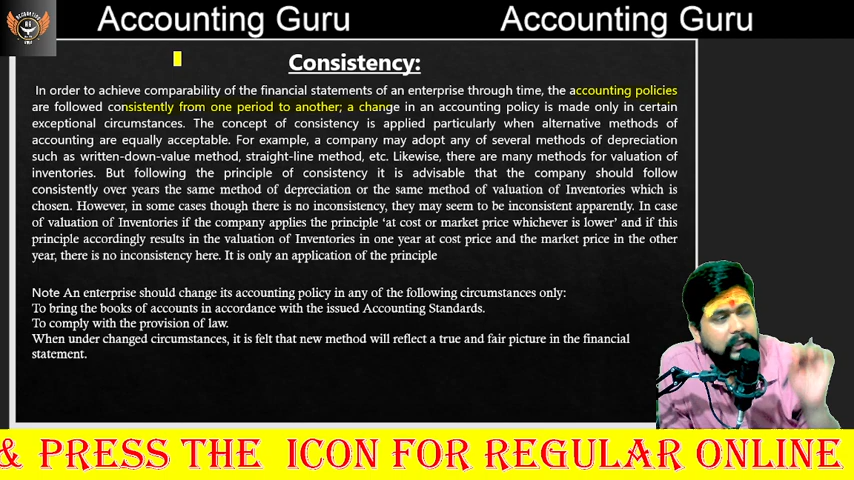 Accounting Guru Accounting Guru
Consistency:
In order to achieve comparability of the financial statements of an enterprise through time, the accounting policies
are followed consistently from one period to another; a change in an accounting policy is made only in certain
exceptional circumstances. The concept of consistency is applied particularly when alternative methods of
accounting are equally acceptable. For example, a company may adopt any of several methods of depreciation
such as written-down-value method, straight-line method, etc. Likewise, there are many methods for valuation of
inventories. But following the principle of consistency it is advisable that the company should follow
consistently over years the same method of depreciation or the same method of valuation of Inventories which is
chosen. However, in some cases though there is no inconsistency, they may seem to be inconsistent apparently. In case
of valuation of Inventories if the company applies the principle ‘at cost or market price whichever is lower’ and if this
principle accordingly results in the valuation of Inventories in one year at cost price and the market price in the other
year, there is no inconsistency here. It is only an application of the principle
Note An enterprise should change its accounting policy in any of the following circumstances only:
To bring the books of accounts in accordance with the issued Accounting Standards.
To comply with the provision of law.
When under changed circumstances, it is felt that new method will reflect a true and fair picture in the financial
statement.
& PRESS THE ICON FOR REGULAR ONLINE